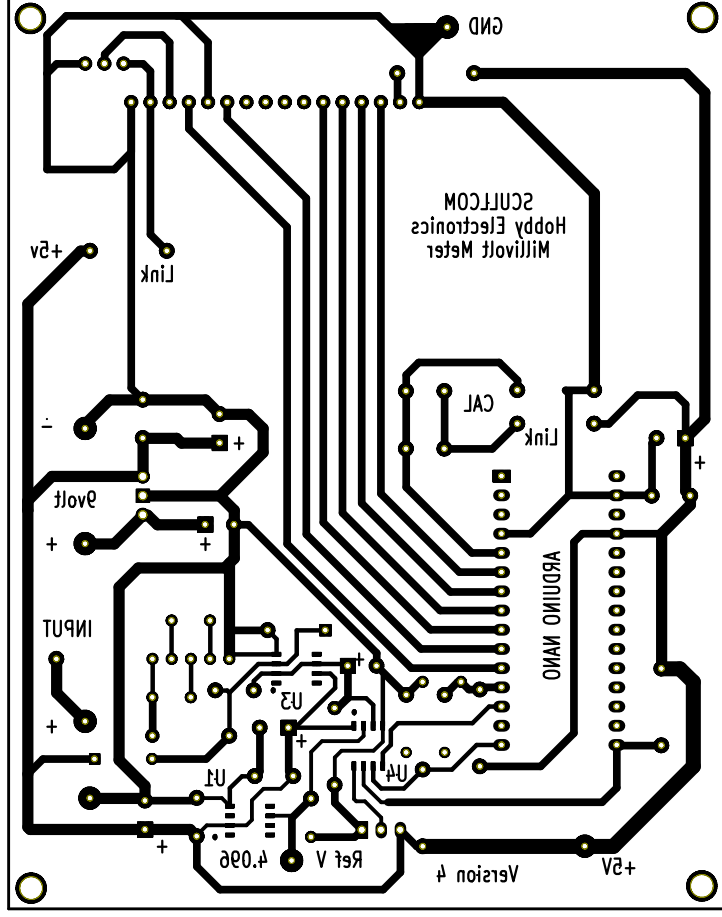 GND
SCULLCOM
Hobby Electronics
Millivolt Meter
+5v
Link
CAL
Link
-
+
+
9volt
+
+
ARDUINO NANO
INPUT
+
U3
+
+
U1
U4
+
4.096
Ref V
Version 4
+5V